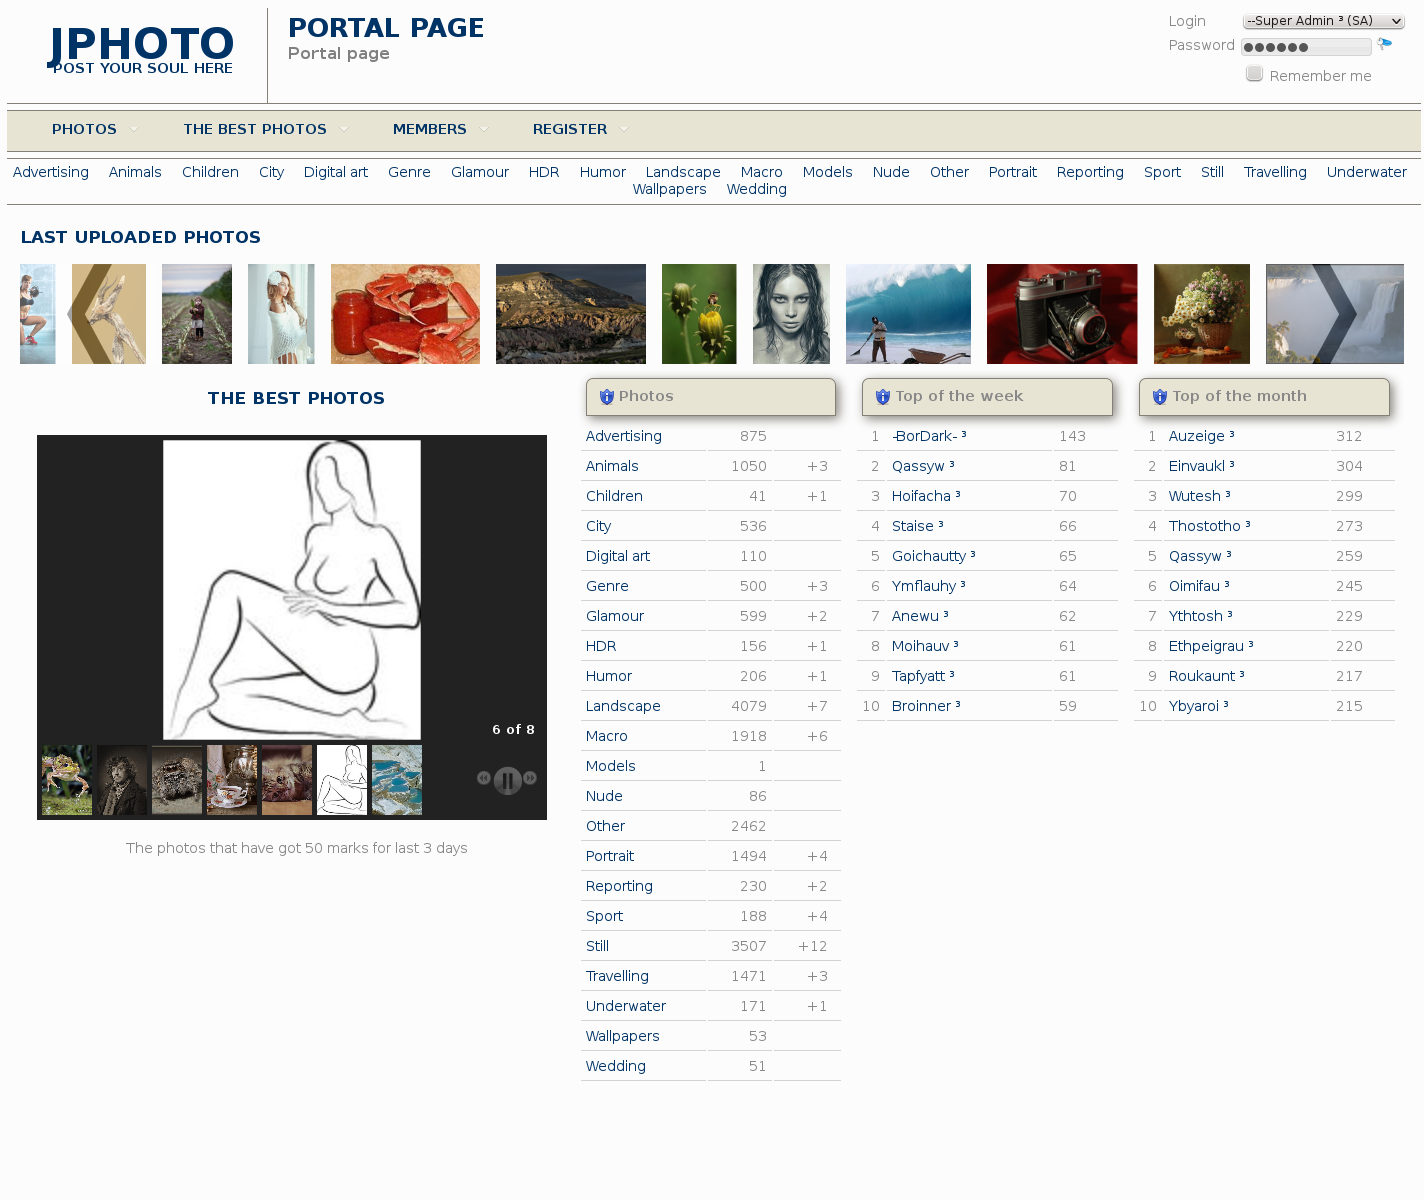 JPHOTO
POST YOUR SOUL HERE
PORTAL PAGE
Portal page
Login --Super Admin ³ (SA)
Password ●●●●●●
Remember me
PHOTOS THE BEST PHOTOS MEMBERS REGISTER
Advertising Animals Children City Digital art Genre Glamour HDR Humor Landscape Macro Models Nude Other Portrait Reporting Sport Still Travelling Underwater
Wallpapers Wedding
LAST UPLOADED PHOTOS
THE BEST PHOTOS
6 of 8
The photos that have got 50 marks for last 3 days
Photos
Advertising 875
Animals 1050 +3
Children 41 +1
City 536
Digital art 110
Genre 500 +3
Glamour 599 +2
HDR 156 +1
Humor 206 +1
Landscape 4079 +7
Macro 1918 +6
Models 1
Nude 86
Other 2462
Portrait 1494 +4
Reporting 230 +2
Sport 188 +4
Still 3507 +12
Travelling 1471 +3
Underwater 171 +1
Wallpapers 53
Wedding 51
Top of the week
1 -BorDark- ³ 143
2 Qassyw ³ 81
3 Hoifacha ³ 70
4 Staise ³ 66
5 Goichautty ³ 65
6 Ymflauhy ³ 64
7 Anewu ³ 62
8 Moihauv ³ 61
9 Tapfyatt ³ 61
10 Broinner ³ 59
Top of the month
1 Auzeige ³ 312
2 Einvaukl ³ 304
3 Wutesh ³ 299
4 Thostotho ³ 273
5 Qassyw ³ 259
6 Oimifau ³ 245
7 Ythtosh ³ 229
8 Ethpeigrau ³ 220
9 Roukaunt ³ 217
10 Ybyaroi ³ 215